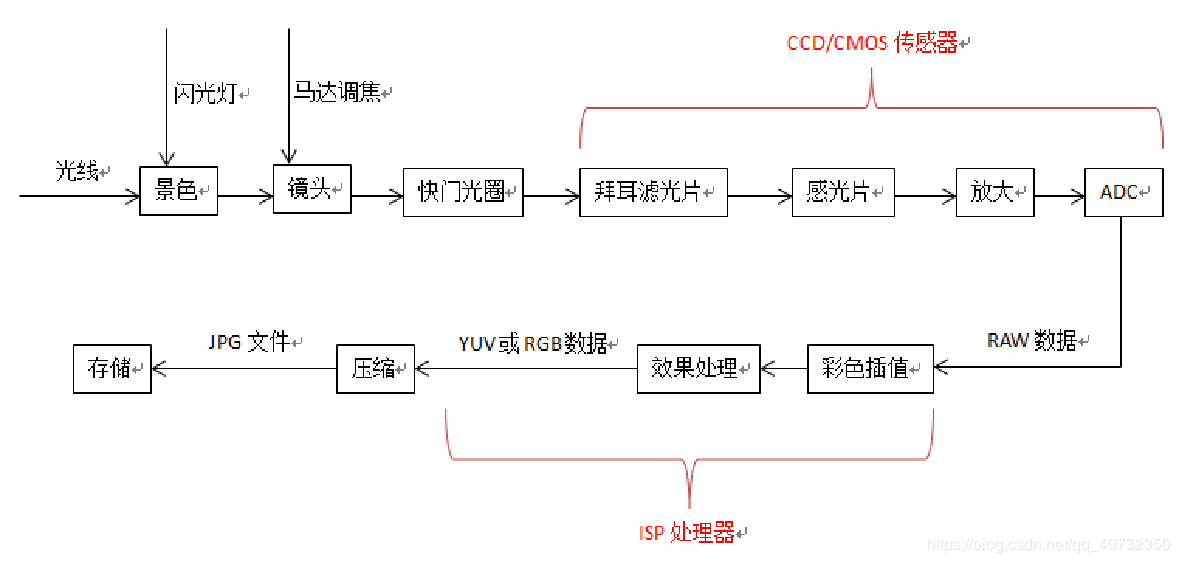 CCD/CMOS 传感器
闪光灯
马达调焦
光线
景色
镜头
快门光圈
拜耳滤光片
感光片
放大
ADC
RAW 数据
彩色插值
效果处理
YUV或RGB数据
压缩
JPG 文件
存储
ISP 处理器
https://blog.csdn.net/qq_40732350